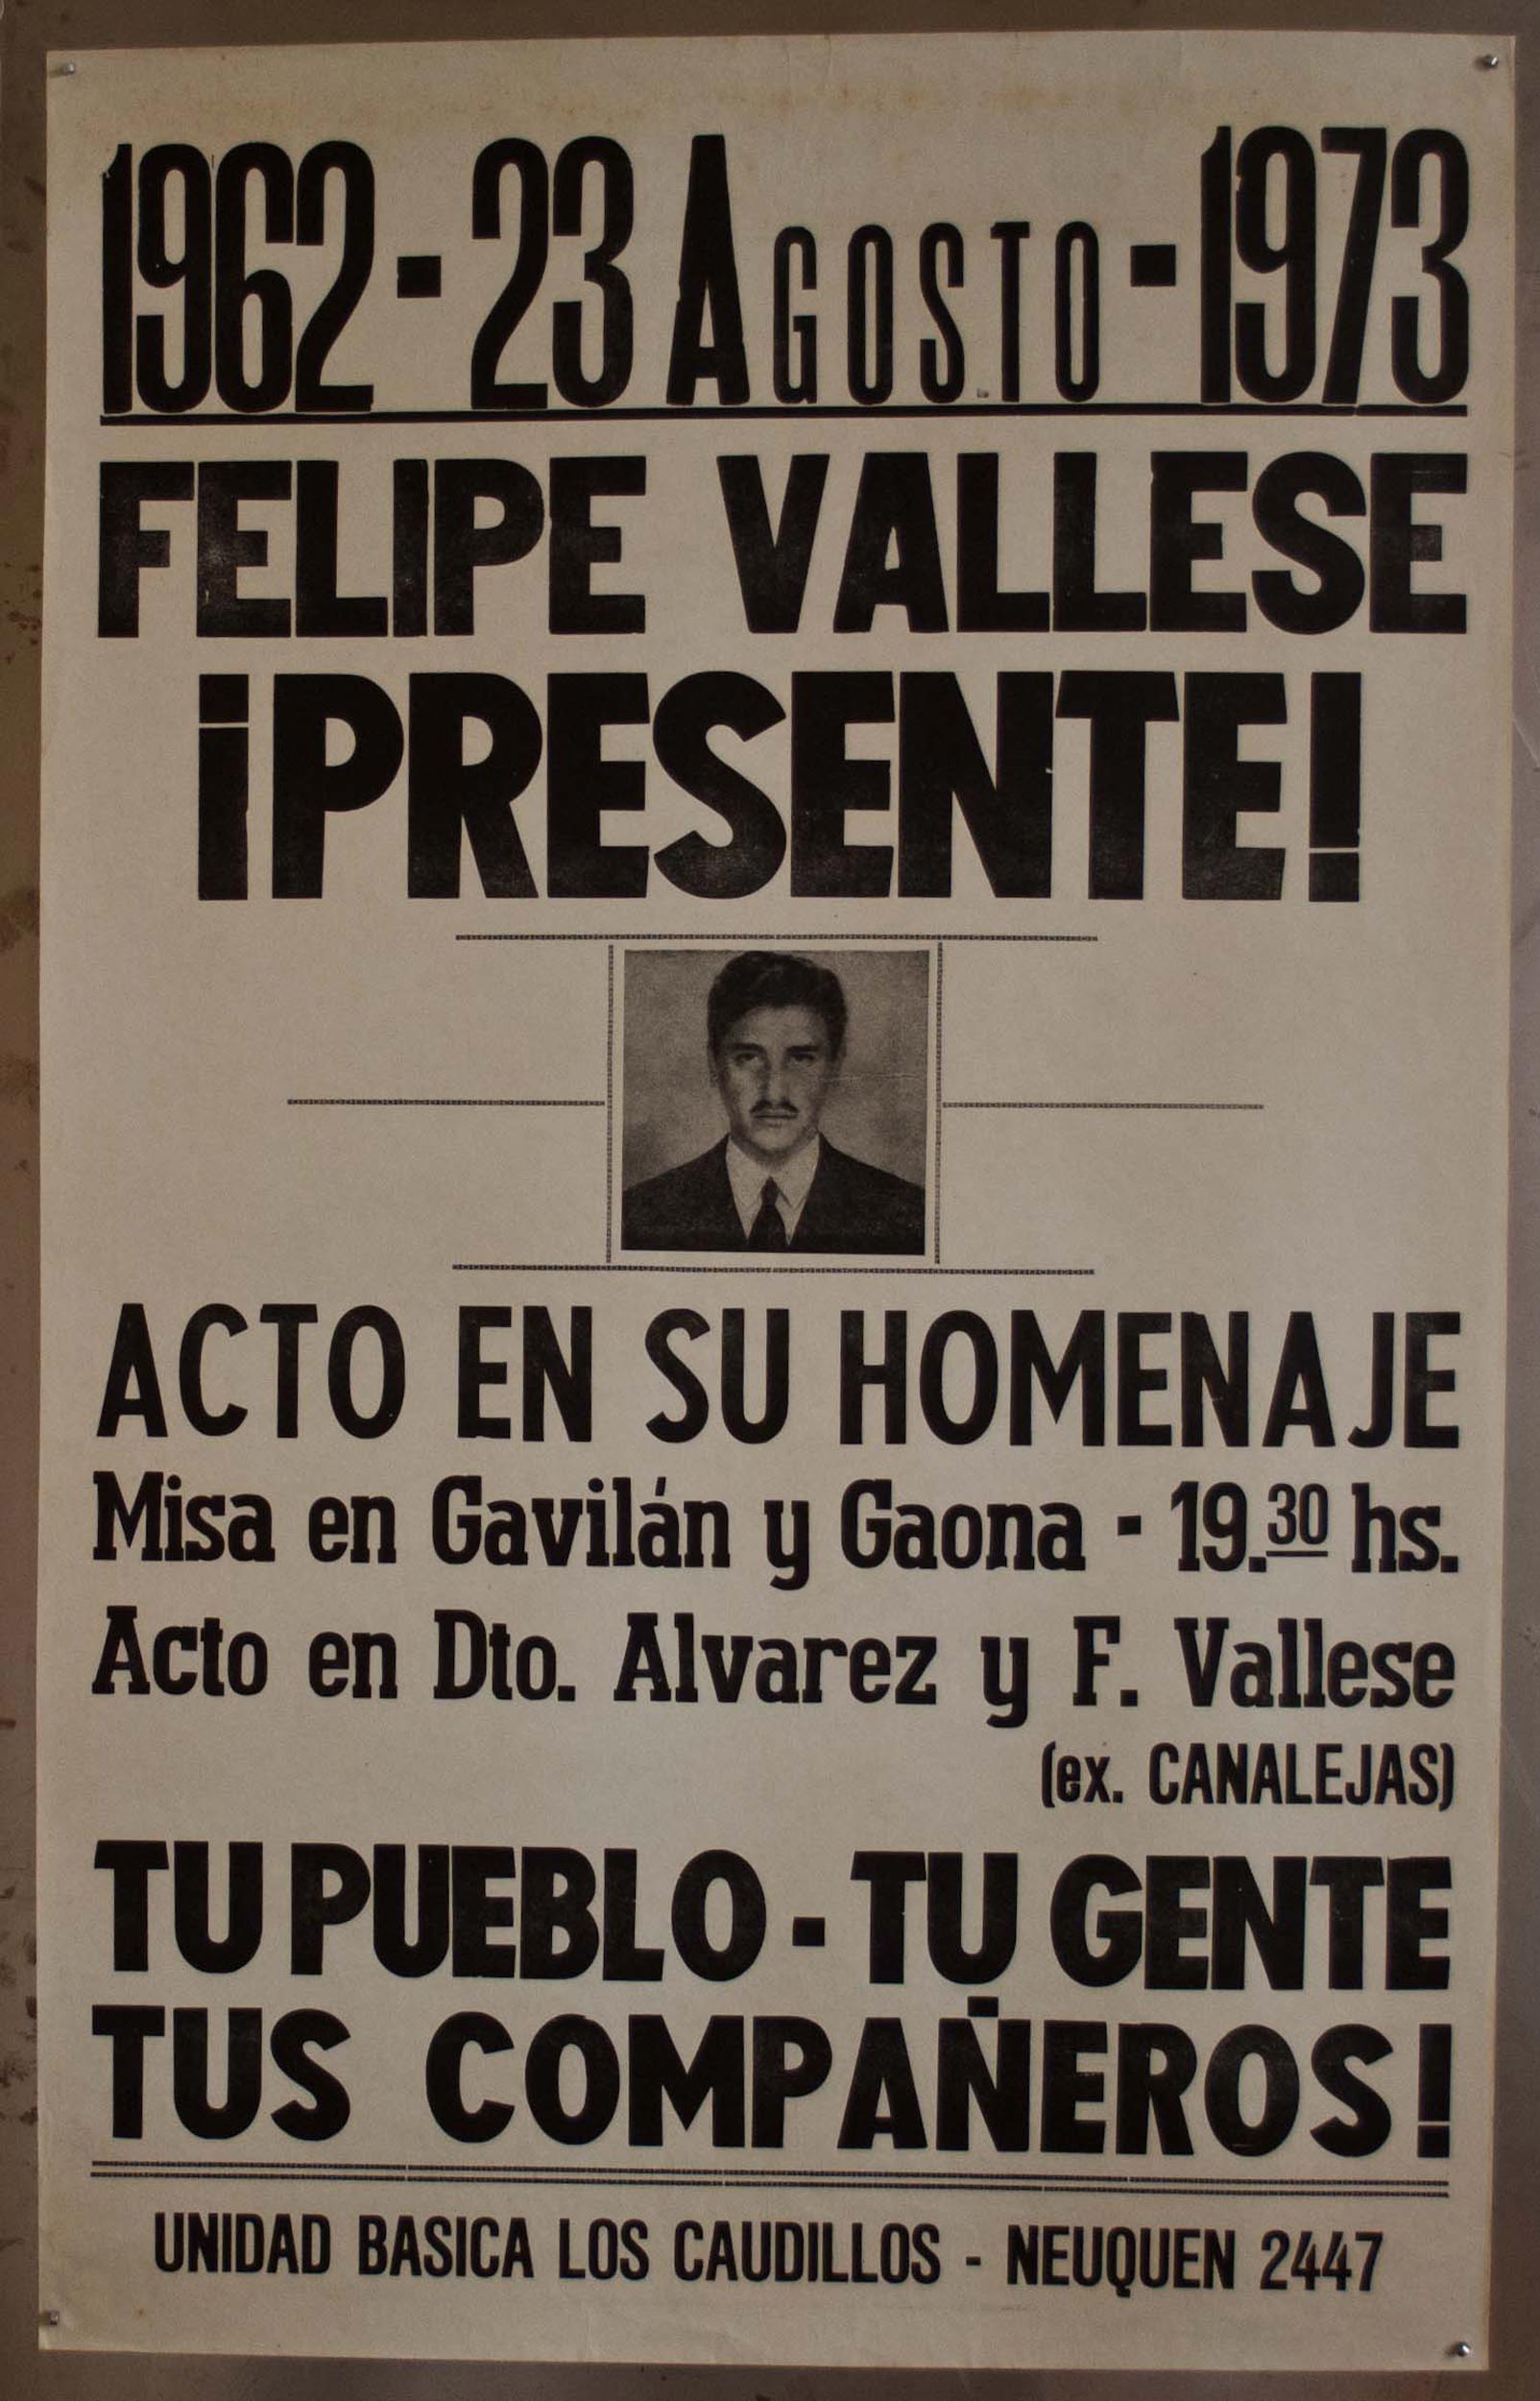 1962 - 23 AGOSTO - 1973
FELIPE VALLESE
¡PRESENTE!
ACTO EN SU HOMENAJE
Misa en Gavilán y Gaona - 19.30 hs.
Acto en Dto. Alvarez y F. Vallese
(ex. CANALEJAS)
TU PUEBLO - TU GENTE
TUS COMPAÑEROS!
UNIDAD BASICA LOS CAUDILLOS - NEUQUEN 2447